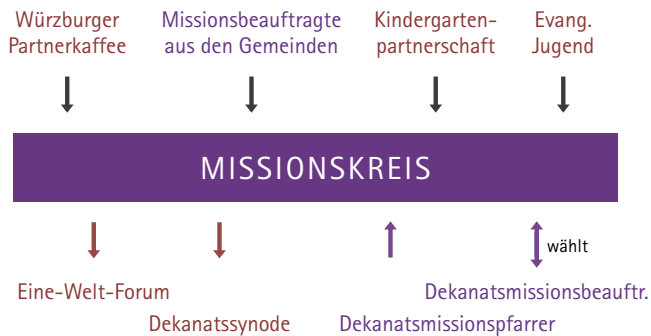 Würzburger
Partnerkaffee
Missionsbeauftragte
aus den Gemeinden
Kindergarten-
partnerschaft
Evang.
Jugend
MISSIONSKREIS
wählt
Eine-Welt-Forum
Dekanatsmissionsbeauftr.
Dekanatssynode
Dekanatsmissionspfarrer